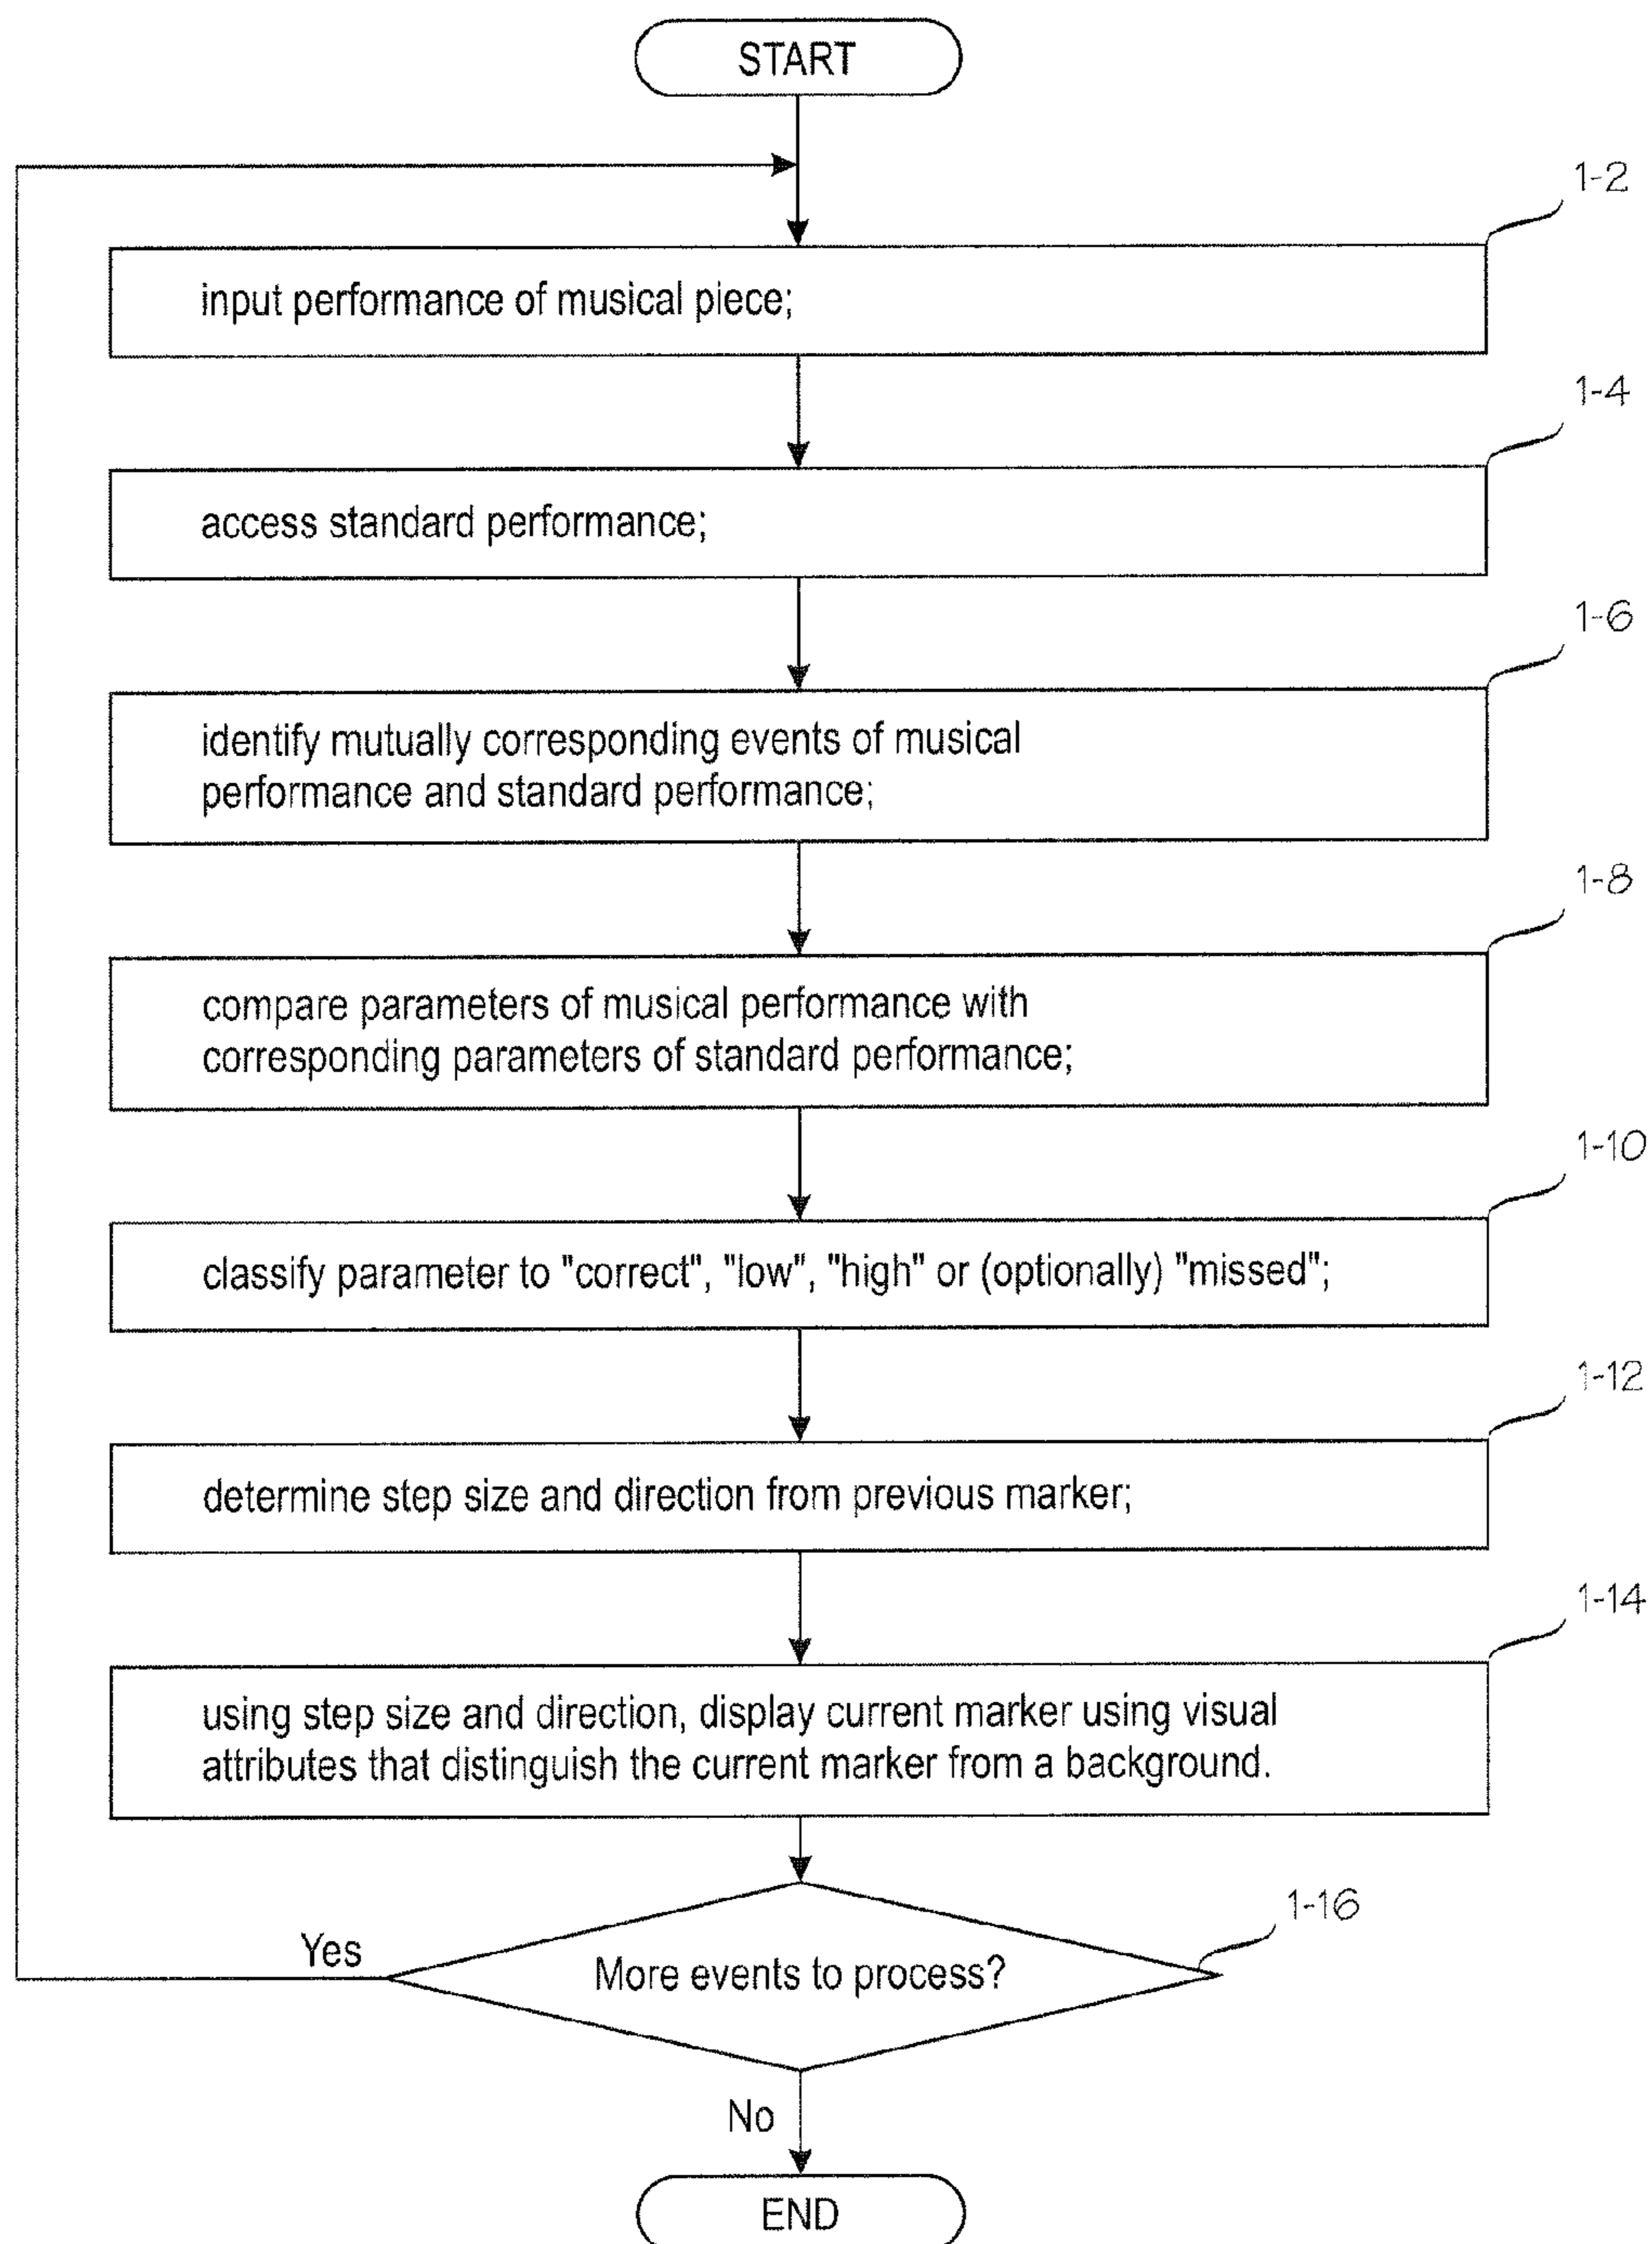 START
1-2
input performance of musical piece;
1-4
access standard performance;
1-6
identify mutually corresponding events of musical
performance and standard performance;
1-8
compare parameters of musical performance with
corresponding parameters of standard performance;
1-10
classify parameter to "correct", "low", "high" or (optionally) "missed";
1-12
determine step size and direction from previous marker;
1-14
using step size and direction, display current marker using visual
attributes that distinguish the current marker from a background.
1-16
Yes
More events to process?
No
END